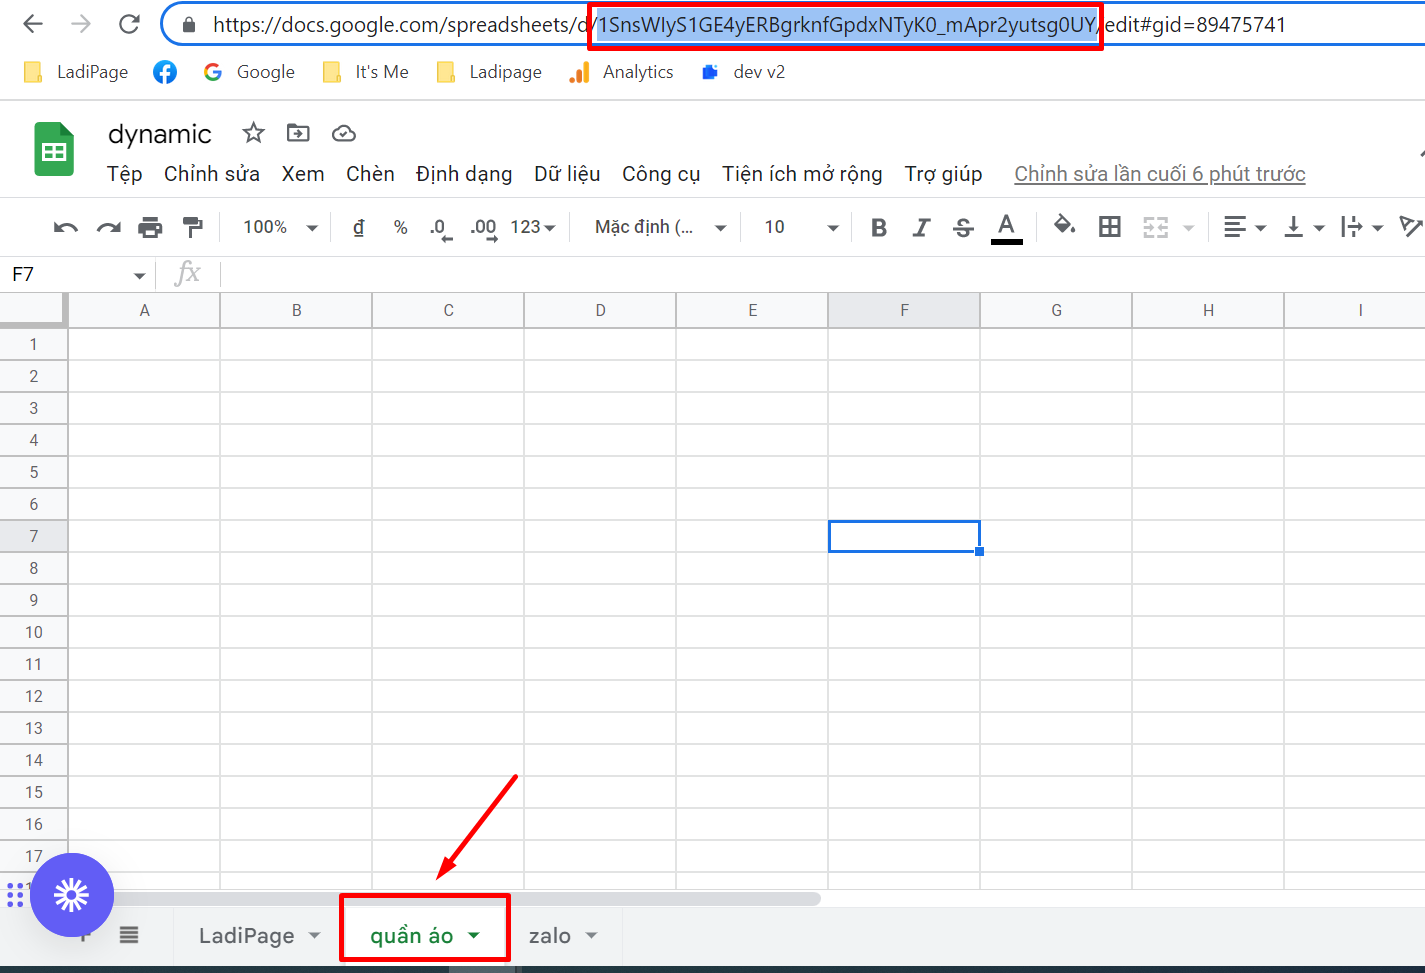 https://docs.google.com/spreadsheets/d/1SnsWIyS1GE4yERBgrknfGpdxNTyK0_mApr2yutsg0UY/edit#gid=89475741
LadiPage Google It's Me Ladipage Analytics dev v2
dynamic
Tệp Chỉnh sửa Xem Chèn Định dạng Dữ liệu Công cụ Tiện ích mở rộng Trợ giúp Chỉnh sửa lần cuối 6 phút trước
100% đ % .0 .00 123 Mặc định (... 10 B I S A
F7 fx
A B C D E F G H I
1
2
3
4
5
6
7
8
9
10
11
12
13
14
15
16
17
LadiPage quần áo zalo